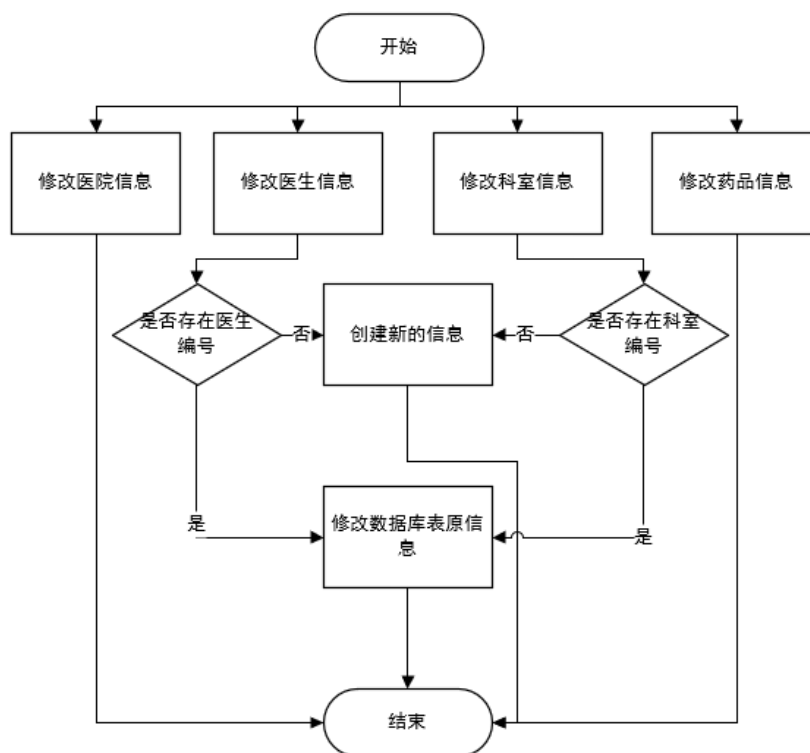 开始
修改医院信息
修改医生信息
修改科室信息
修改药品信息
是否存在医生
编号
否
创建新的信息
否
是否存在科室
编号
是
修改数据库表原信
息
是
结束